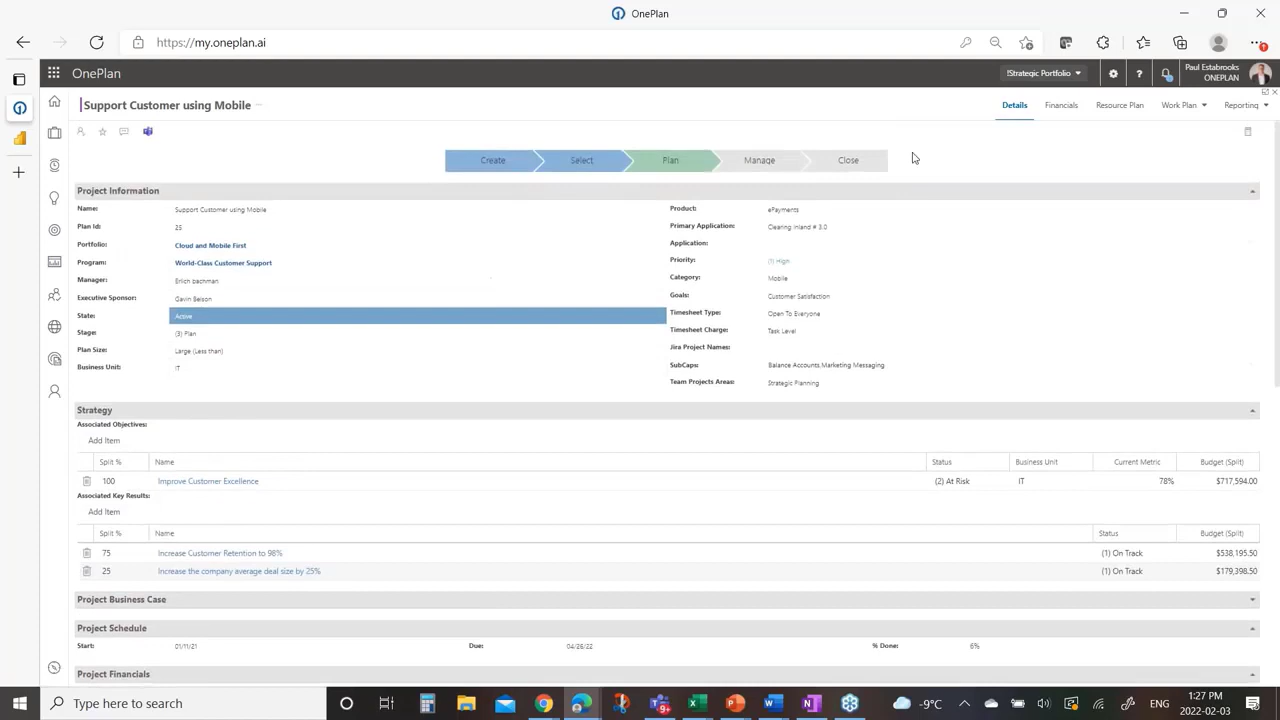 OnePlan
https://my.oneplan.ai
OnePlan
!Strategic Portfolio
?
Paul Estabrooks
ONEPLAN
Support Customer using Mobile
Details Financials Resource Plan Work Plan Reporting
Create Select Plan Manage Close
Project Information
Name: Support Customer using Mobile
Product: ePayments
Plan Id: 25
Primary Application: Clearing Inland # 3.0
Portfolio: Cloud and Mobile First
Application:
Program: World-Class Customer Support
Priority: (1) High
Manager: Erlich bachman
Category: Mobile
Executive Sponsor: Gavin Belson
Goals: Customer Satisfaction
State: Active
Timesheet Type: Open To Everyone
Stage: (3) Plan
Timesheet Charge: Task Level
Plan Size: Large (Less than)
Jira Project Names:
Business Unit: IT
SubCaps: Balance Accounts,Marketing Messaging
Team Projects Areas: Strategic Planning
Strategy
Associated Objectives:
Add Item
Split % Name Status Business Unit Current Metric Budget (Split)
100 Improve Customer Excellence (2) At Risk IT 78% $717,594.00
Associated Key Results:
Add Item
Split % Name Status Budget (Split)
75 Increase Customer Retention to 98% (1) On Track $538,195.50
25 Increase the company average deal size by 25% (1) On Track $179,398.50
Project Business Case
Project Schedule
Start: 01/11/21 Due: 04/26/22 % Done: 6%
Project Financials
Type here to search
-9°C
1:27 PM
2022-02-03